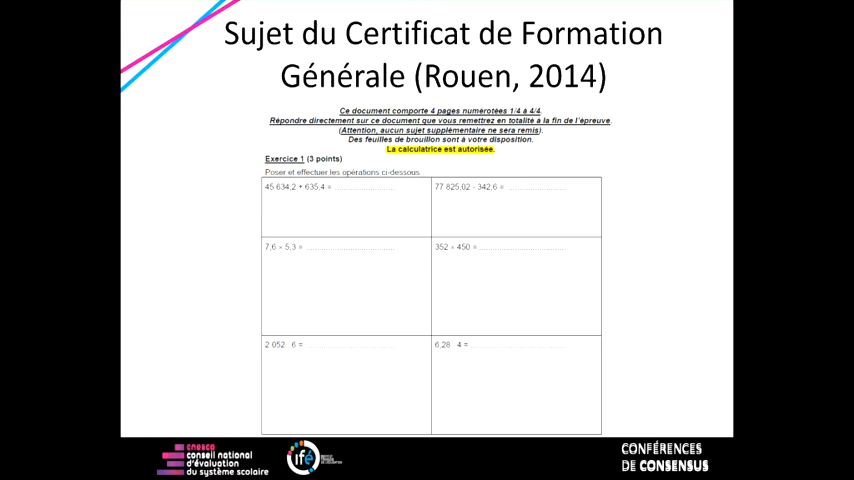 Sujet du Certificat de Formation
Générale (Rouen, 2014)
Ce document comporte 4 pages numérotées 1/4 à 4/4.
Répondre directement sur ce document que vous remettrez en totalité à la fin de l'épreuve.
(Attention, aucun sujet supplémentaire ne sera remis).
Des feuilles de brouillon sont à votre disposition.
La calculatrice est autorisée.
Exercice 1 (3 points)
Poser et effectuer les opérations ci-dessous
45 634,2 + 635,4 = ........................
77 825,02 - 342,6 = ........................
7,6 × 5,3 = ........................
352 × 450 = ........................
2 052   6 = ........................
6,28   4 = ........................
cnesco
conseil national
d'évaluation
du système scolaire
ifé
CONFÉRENCES
DE CONSENSUS